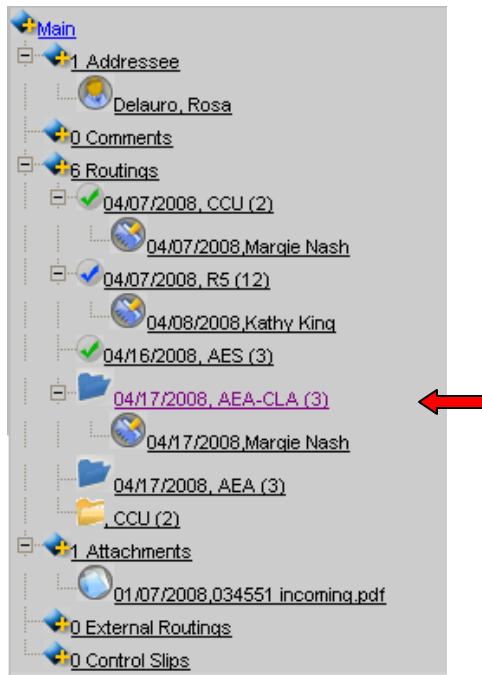 Main
1 Addressee
Delauro, Rosa
0 Comments
6 Routings
04/07/2008, CCU (2)
04/07/2008,Margie Nash
04/07/2008, R5 (12)
04/08/2008,Kathy King
04/16/2008, AES (3)
04/17/2008, AEA-CLA (3)
04/17/2008,Margie Nash
04/17/2008, AEA (3)
, CCU (2)
1 Attachments
01/07/2008,034551 incoming.pdf
0 External Routings
0 Control Slips